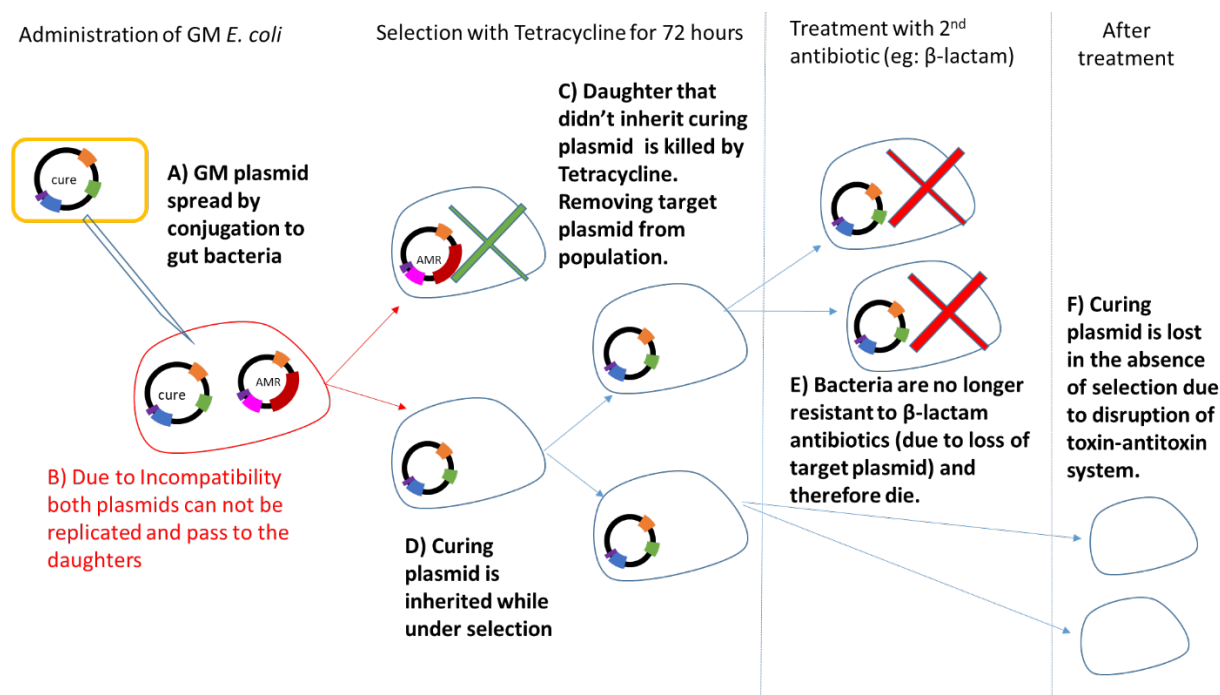 Administration of GM E. coli
Selection with Tetracycline for 72 hours
Treatment with 2nd
antibiotic (eg: β-lactam)
After
treatment
cure
A) GM plasmid
spread by
conjugation to
gut bacteria
cure
AMR
B) Due to Incompatibility
both plasmids can not be
replicated and pass to the
daughters
AMR
C) Daughter that
didn’t inherit curing
plasmid is killed by
Tetracycline.
Removing target
plasmid from
population.
D) Curing
plasmid is
inherited while
under selection
E) Bacteria are no longer
resistant to β-lactam
antibiotics (due to loss of
target plasmid) and
therefore die.
F) Curing
plasmid is lost
in the absence
of selection due
to disruption of
toxin-antitoxin
system.